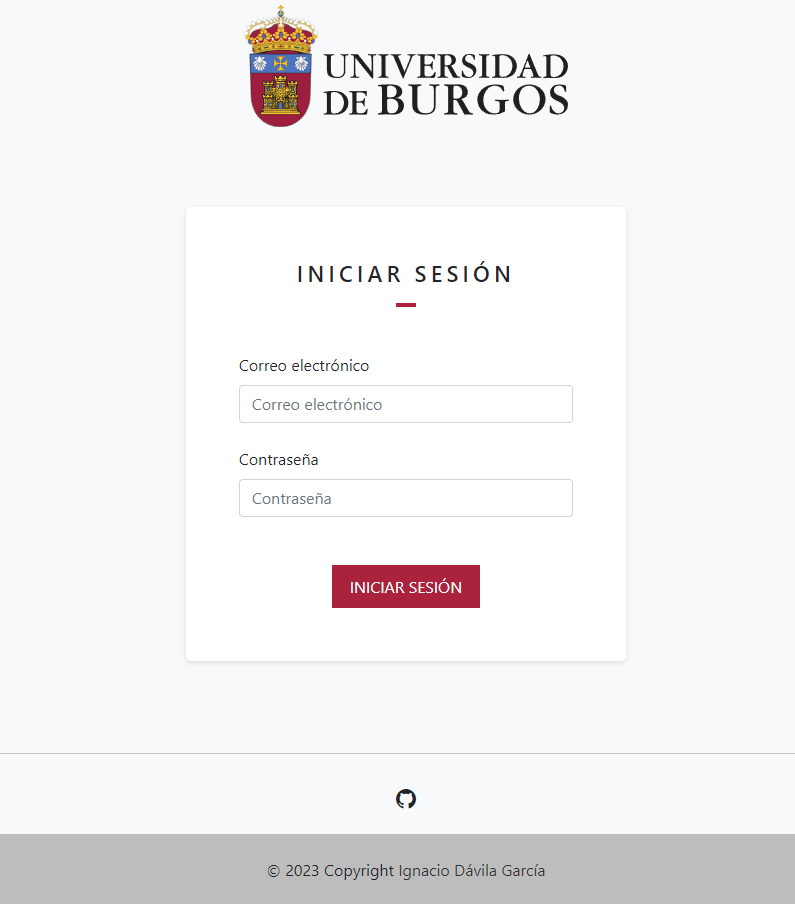 UNIVERSIDAD
DE BURGOS
INICIAR SESIÓN
Correo electrónico
Correo electrónico
Contraseña
Contraseña
INICIAR SESIÓN
© 2023 Copyright Ignacio Dávila García